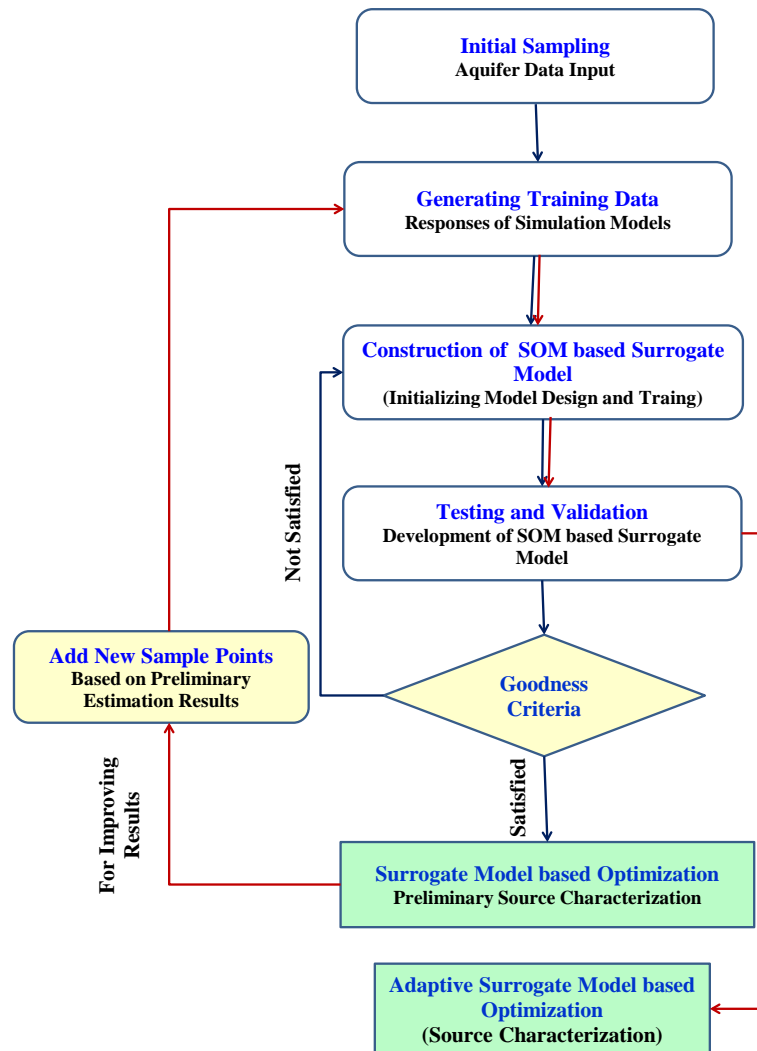 Initial Sampling
Aquifer Data Input
Generating Training Data
Responses of Simulation Models
Construction of SOM based Surrogate
Model
(Initializing Model Design and Traing)
Testing and Validation
Development of SOM based Surrogate
Model
Not Satisfied
Goodness
Criteria
Add New Sample Points
Based on Preliminary
Estimation Results
Satisfied
For Improving
Results
Surrogate Model based Optimization
Preliminary Source Characterization
Adaptive Surrogate Model based
Optimization
(Source Characterization)